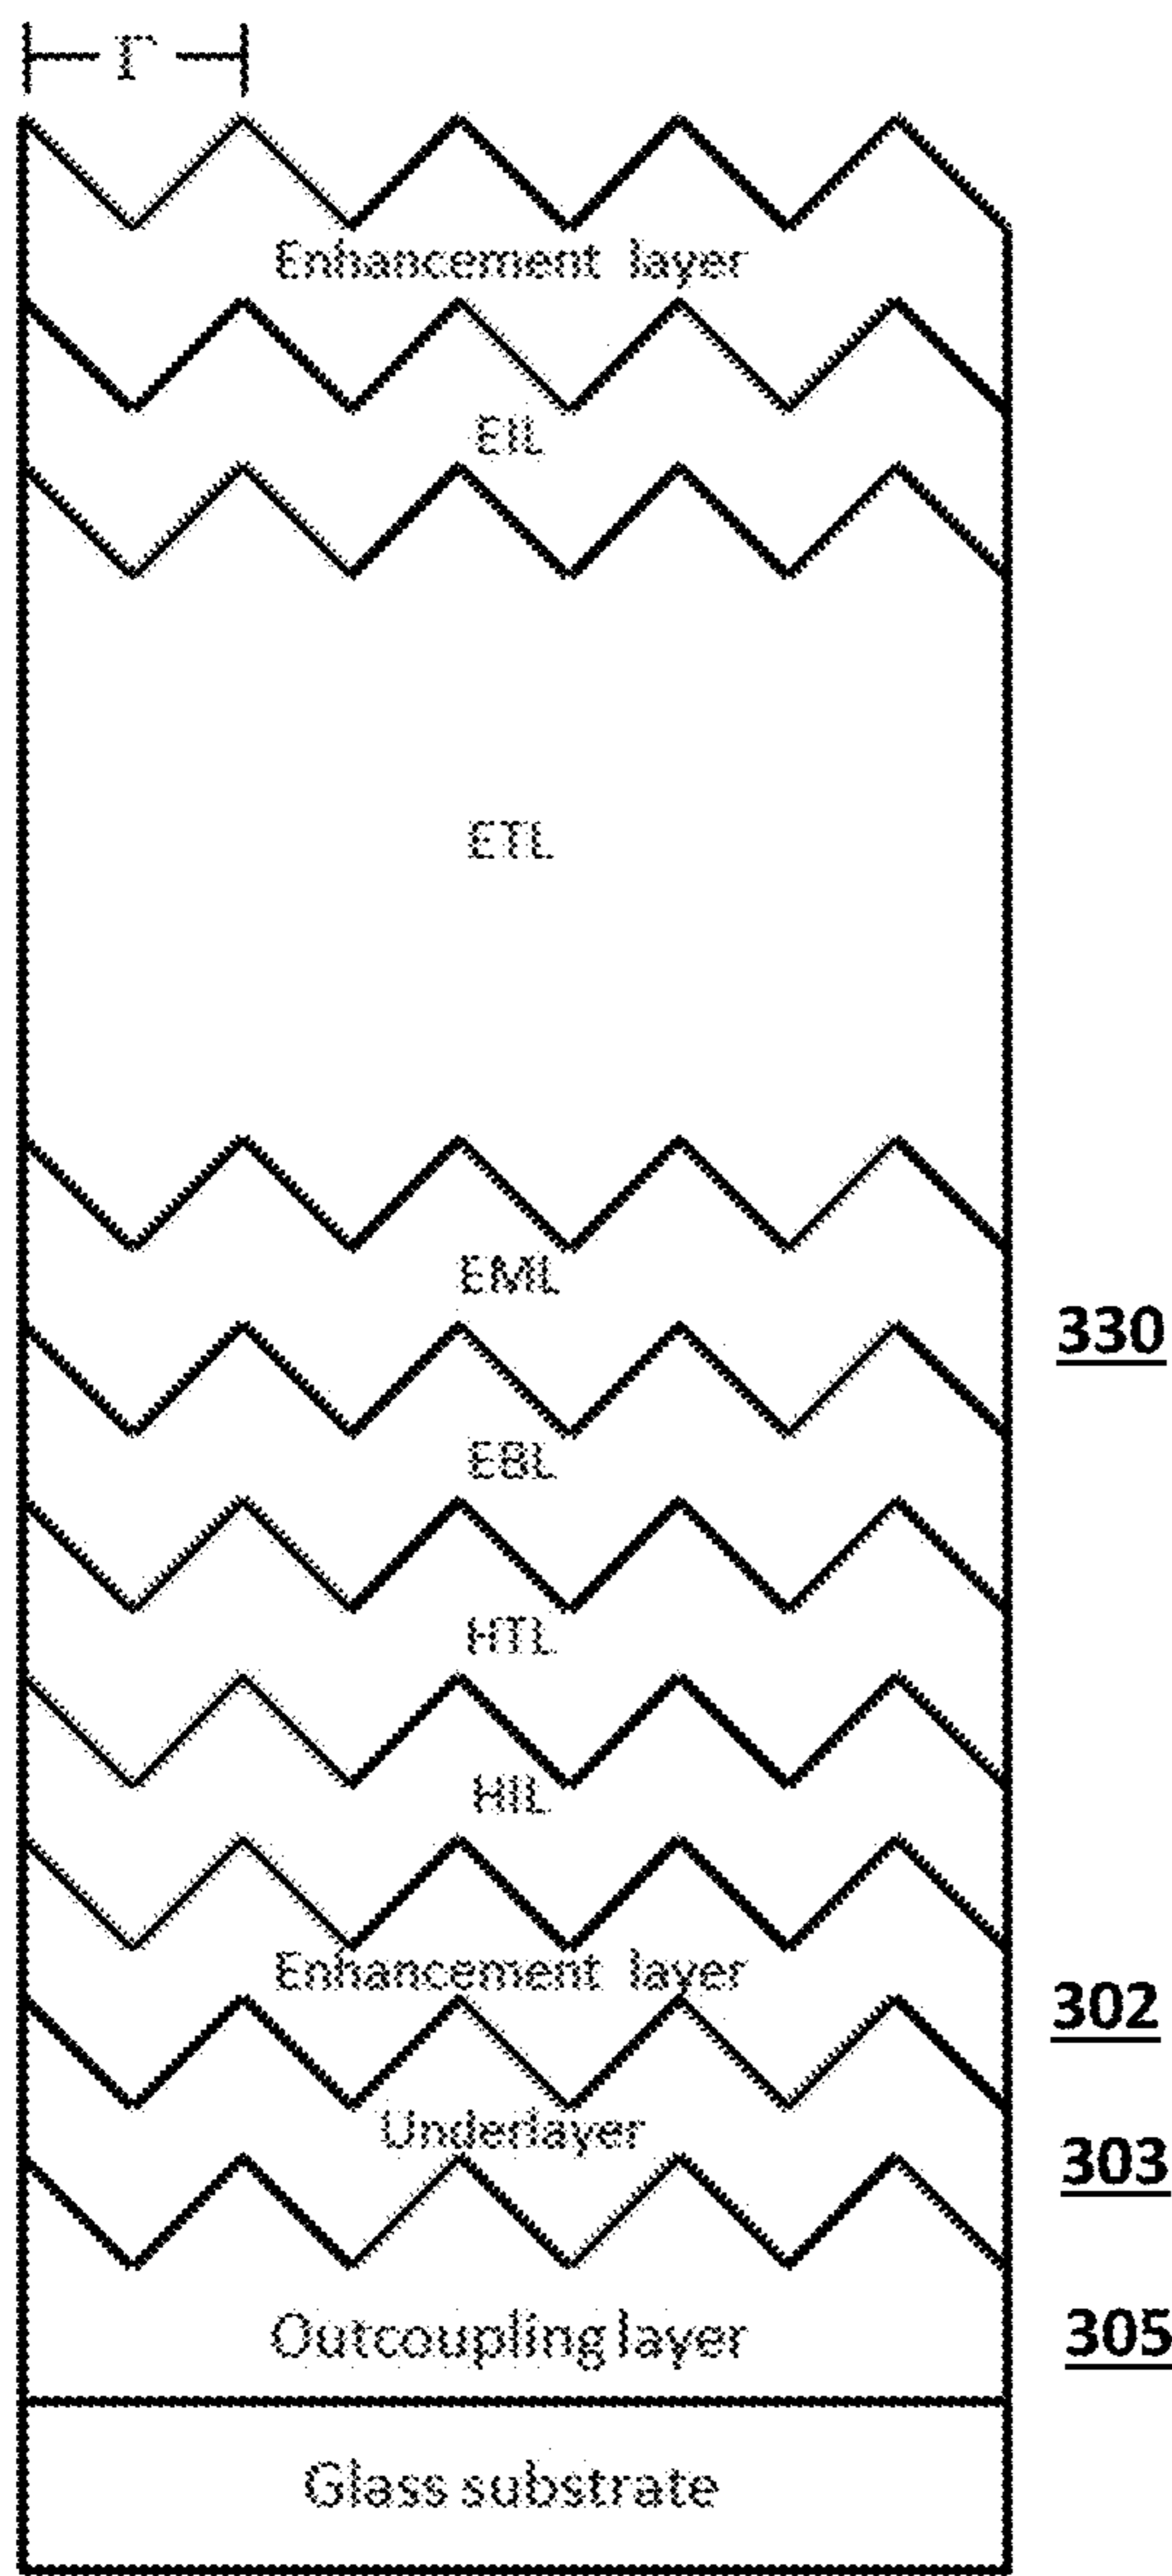 Γ
Enhancement layer
EIL
ETL
EML
330
EBL
HTL
HIL
Enhancement layer
302
Underlayer
303
Outcoupling layer
305
Glass substrate